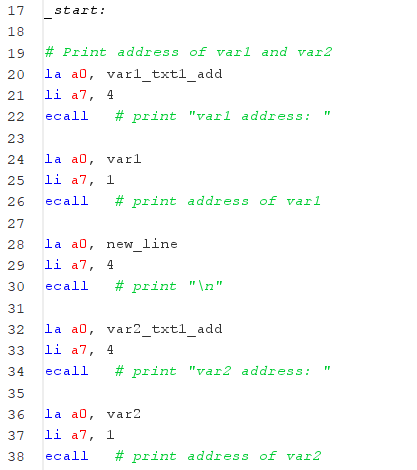 17 _start:
18
19 # Print address of var1 and var2
20 la a0, var1_txt1_add
21 li a7, 4
22 ecall   # print "var1 address: "
23
24 la a0, var1
25 li a7, 1
26 ecall   # print address of var1
27
28 la a0, new_line
29 li a7, 4
30 ecall   # print "\n"
31
32 la a0, var2_txt1_add
33 li a7, 4
34 ecall   # print "var2 address: "
35
36 la a0, var2
37 li a7, 1
38 ecall   # print address of var2